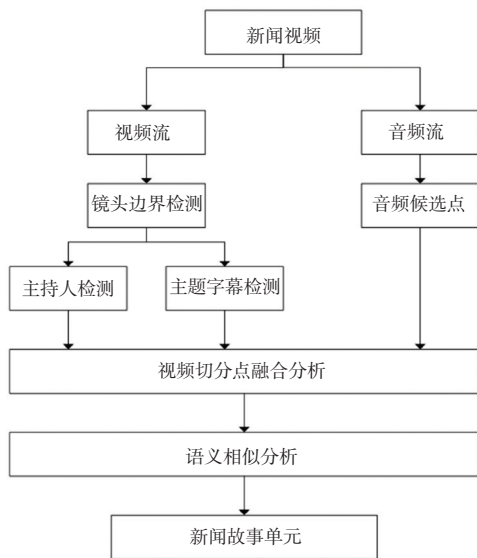 新闻视频
视频流
音频流
镜头边界检测
音频候选点
主持人检测
主题字幕检测
视频切分点融合分析
语义相似分析
新闻故事单元